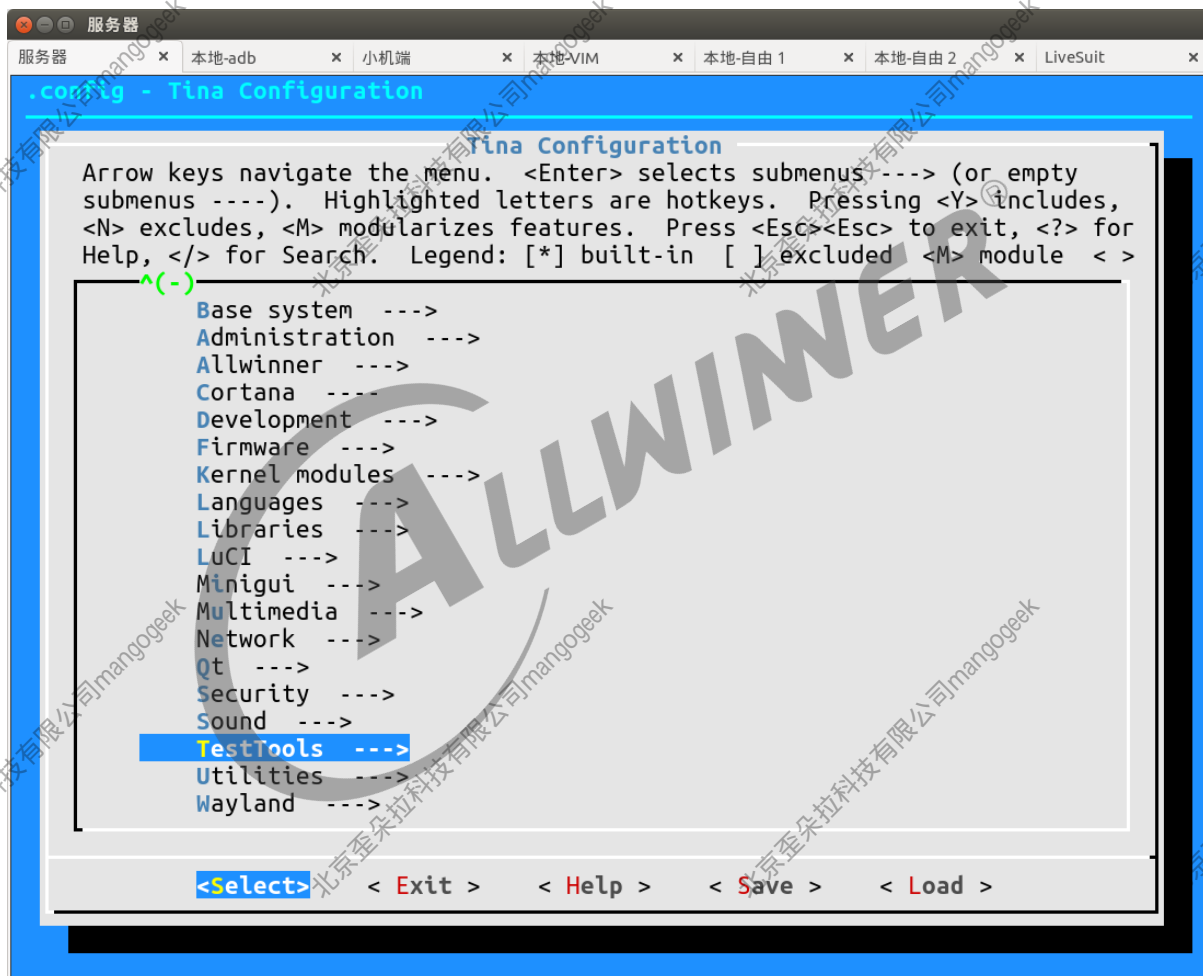 服务器
服务器 × 本地-adb × 小机端 × 本地-VIM × 本地-自由 1 × 本地-自由 2 × LiveSuit ×
.config - Tina Configuration
Tina Configuration
Arrow keys navigate the menu. <Enter> selects submenus ---> (or empty
submenus ----). Highlighted letters are hotkeys. Pressing <Y> includes,
<N> excludes, <M> modularizes features. Press <Esc><Esc> to exit, <?> for
Help, </> for Search. Legend: [*] built-in [ ] excluded <M> module < >
^(-)
Base system --->
Administration --->
Allwinner --->
Cortana ----
Development --->
Firmware --->
Kernel modules --->
Languages --->
Libraries --->
LuCI --->
Minigui --->
Multimedia --->
Network --->
Qt --->
Security --->
Sound --->
TestTools --->
Utilities --->
Wayland --->
<Select> < Exit > < Help > < Save > < Load >
ALLWINNER®
北京歪朵拉科技有限公司mangogeek